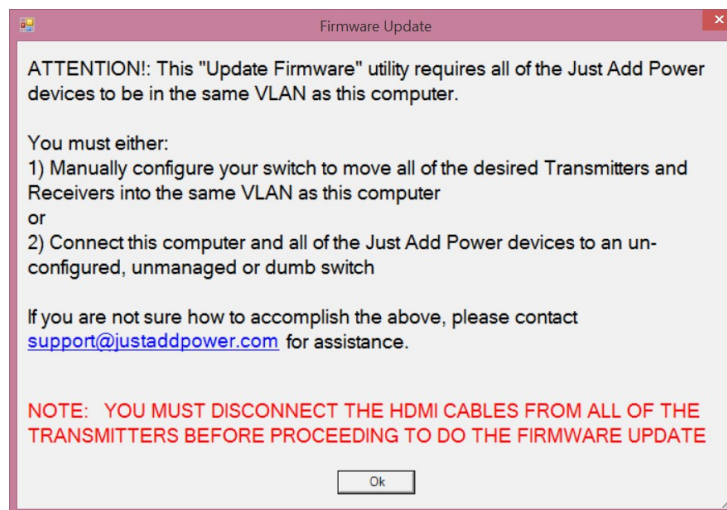 Firmware Update
ATTENTION!: This "Update Firmware" utility requires all of the Just Add Power
devices to be in the same VLAN as this computer.
You must either:
1) Manually configure your switch to move all of the desired Transmitters and
Receivers into the same VLAN as this computer
or
2) Connect this computer and all of the Just Add Power devices to an un-
configured, unmanaged or dumb switch
If you are not sure how to accomplish the above, please contact
support@justaddpower.com for assistance.
NOTE: YOU MUST DISCONNECT THE HDMI CABLES FROM ALL OF THE
TRANSMITTERS BEFORE PROCEEDING TO DO THE FIRMWARE UPDATE
Ok